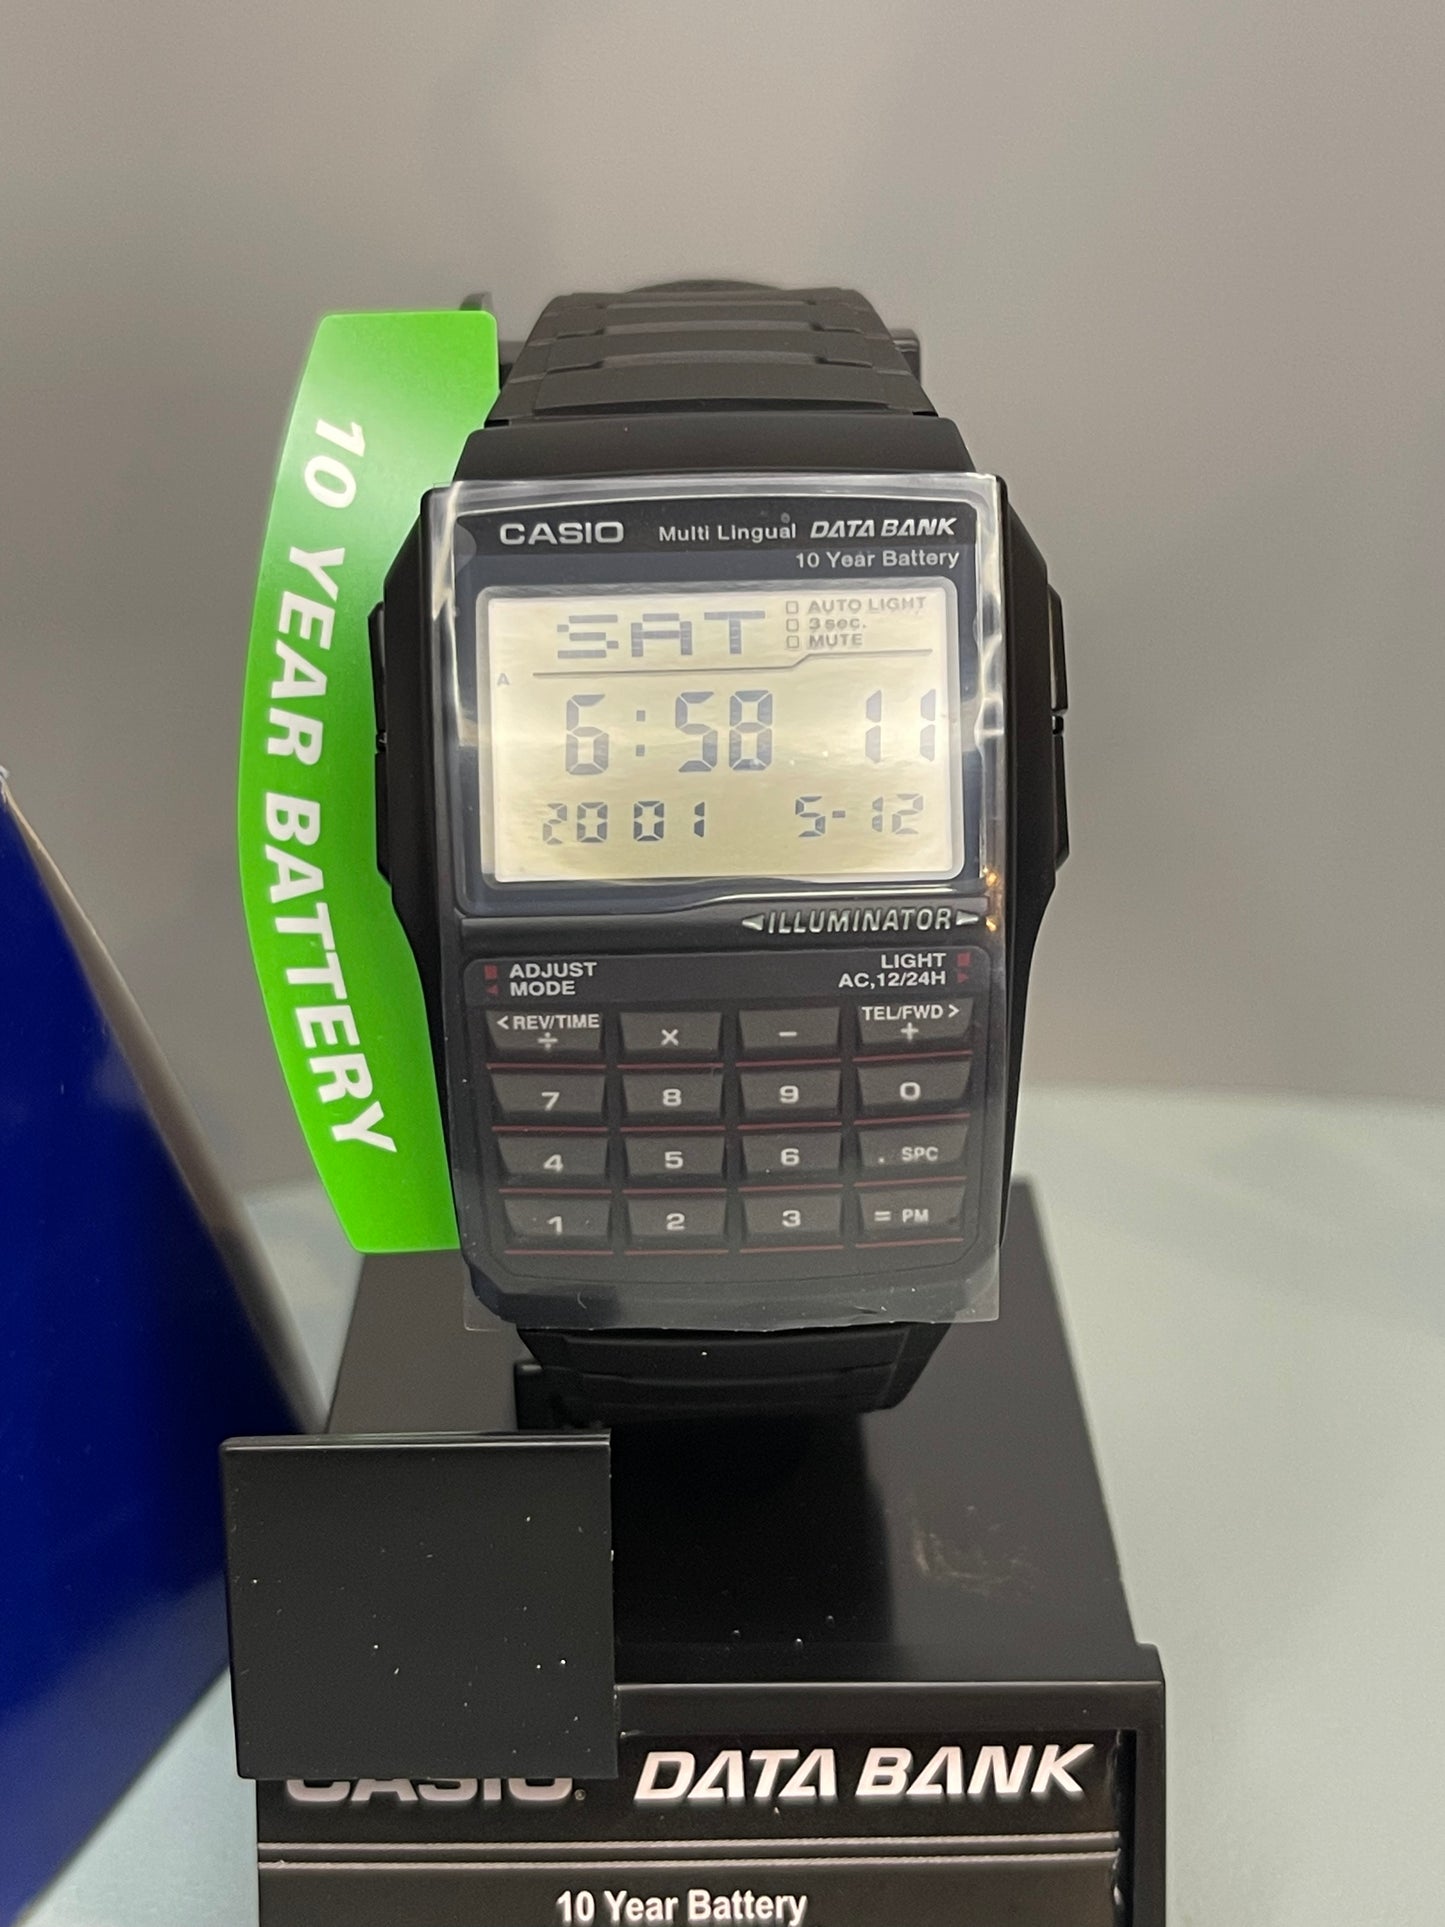 10 YEAR BATTERY
CASIO Multi Lingual DATA BANK
10 Year Battery
SAT
AUTO LIGHT
3 sec.
MUTE
A
6:58 11
2001 5-12
ILLUMINATOR
ADJUST
MODE
LIGHT
AC,12/24H
< REV/TIME ÷ × − TEL/FWD > +
7 8 9 0
4 5 6 . SPC
1 2 3 = PM
CASIO® DATA BANK
10 Year Battery